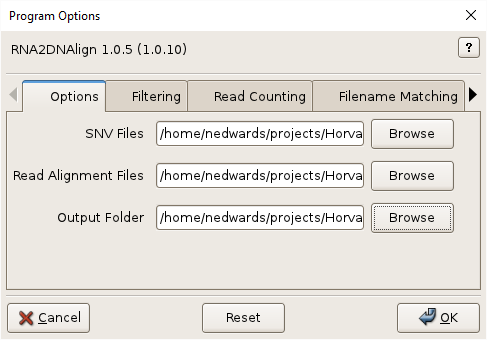 Program Options
RNA2DNAlign 1.0.5 (1.0.10)
?
Options Filtering Read Counting Filename Matching
SNV Files /home/nedwards/projects/Horva Browse
Read Alignment Files /home/nedwards/projects/Horva Browse
Output Folder /home/nedwards/projects/Horva Browse
Cancel Reset OK